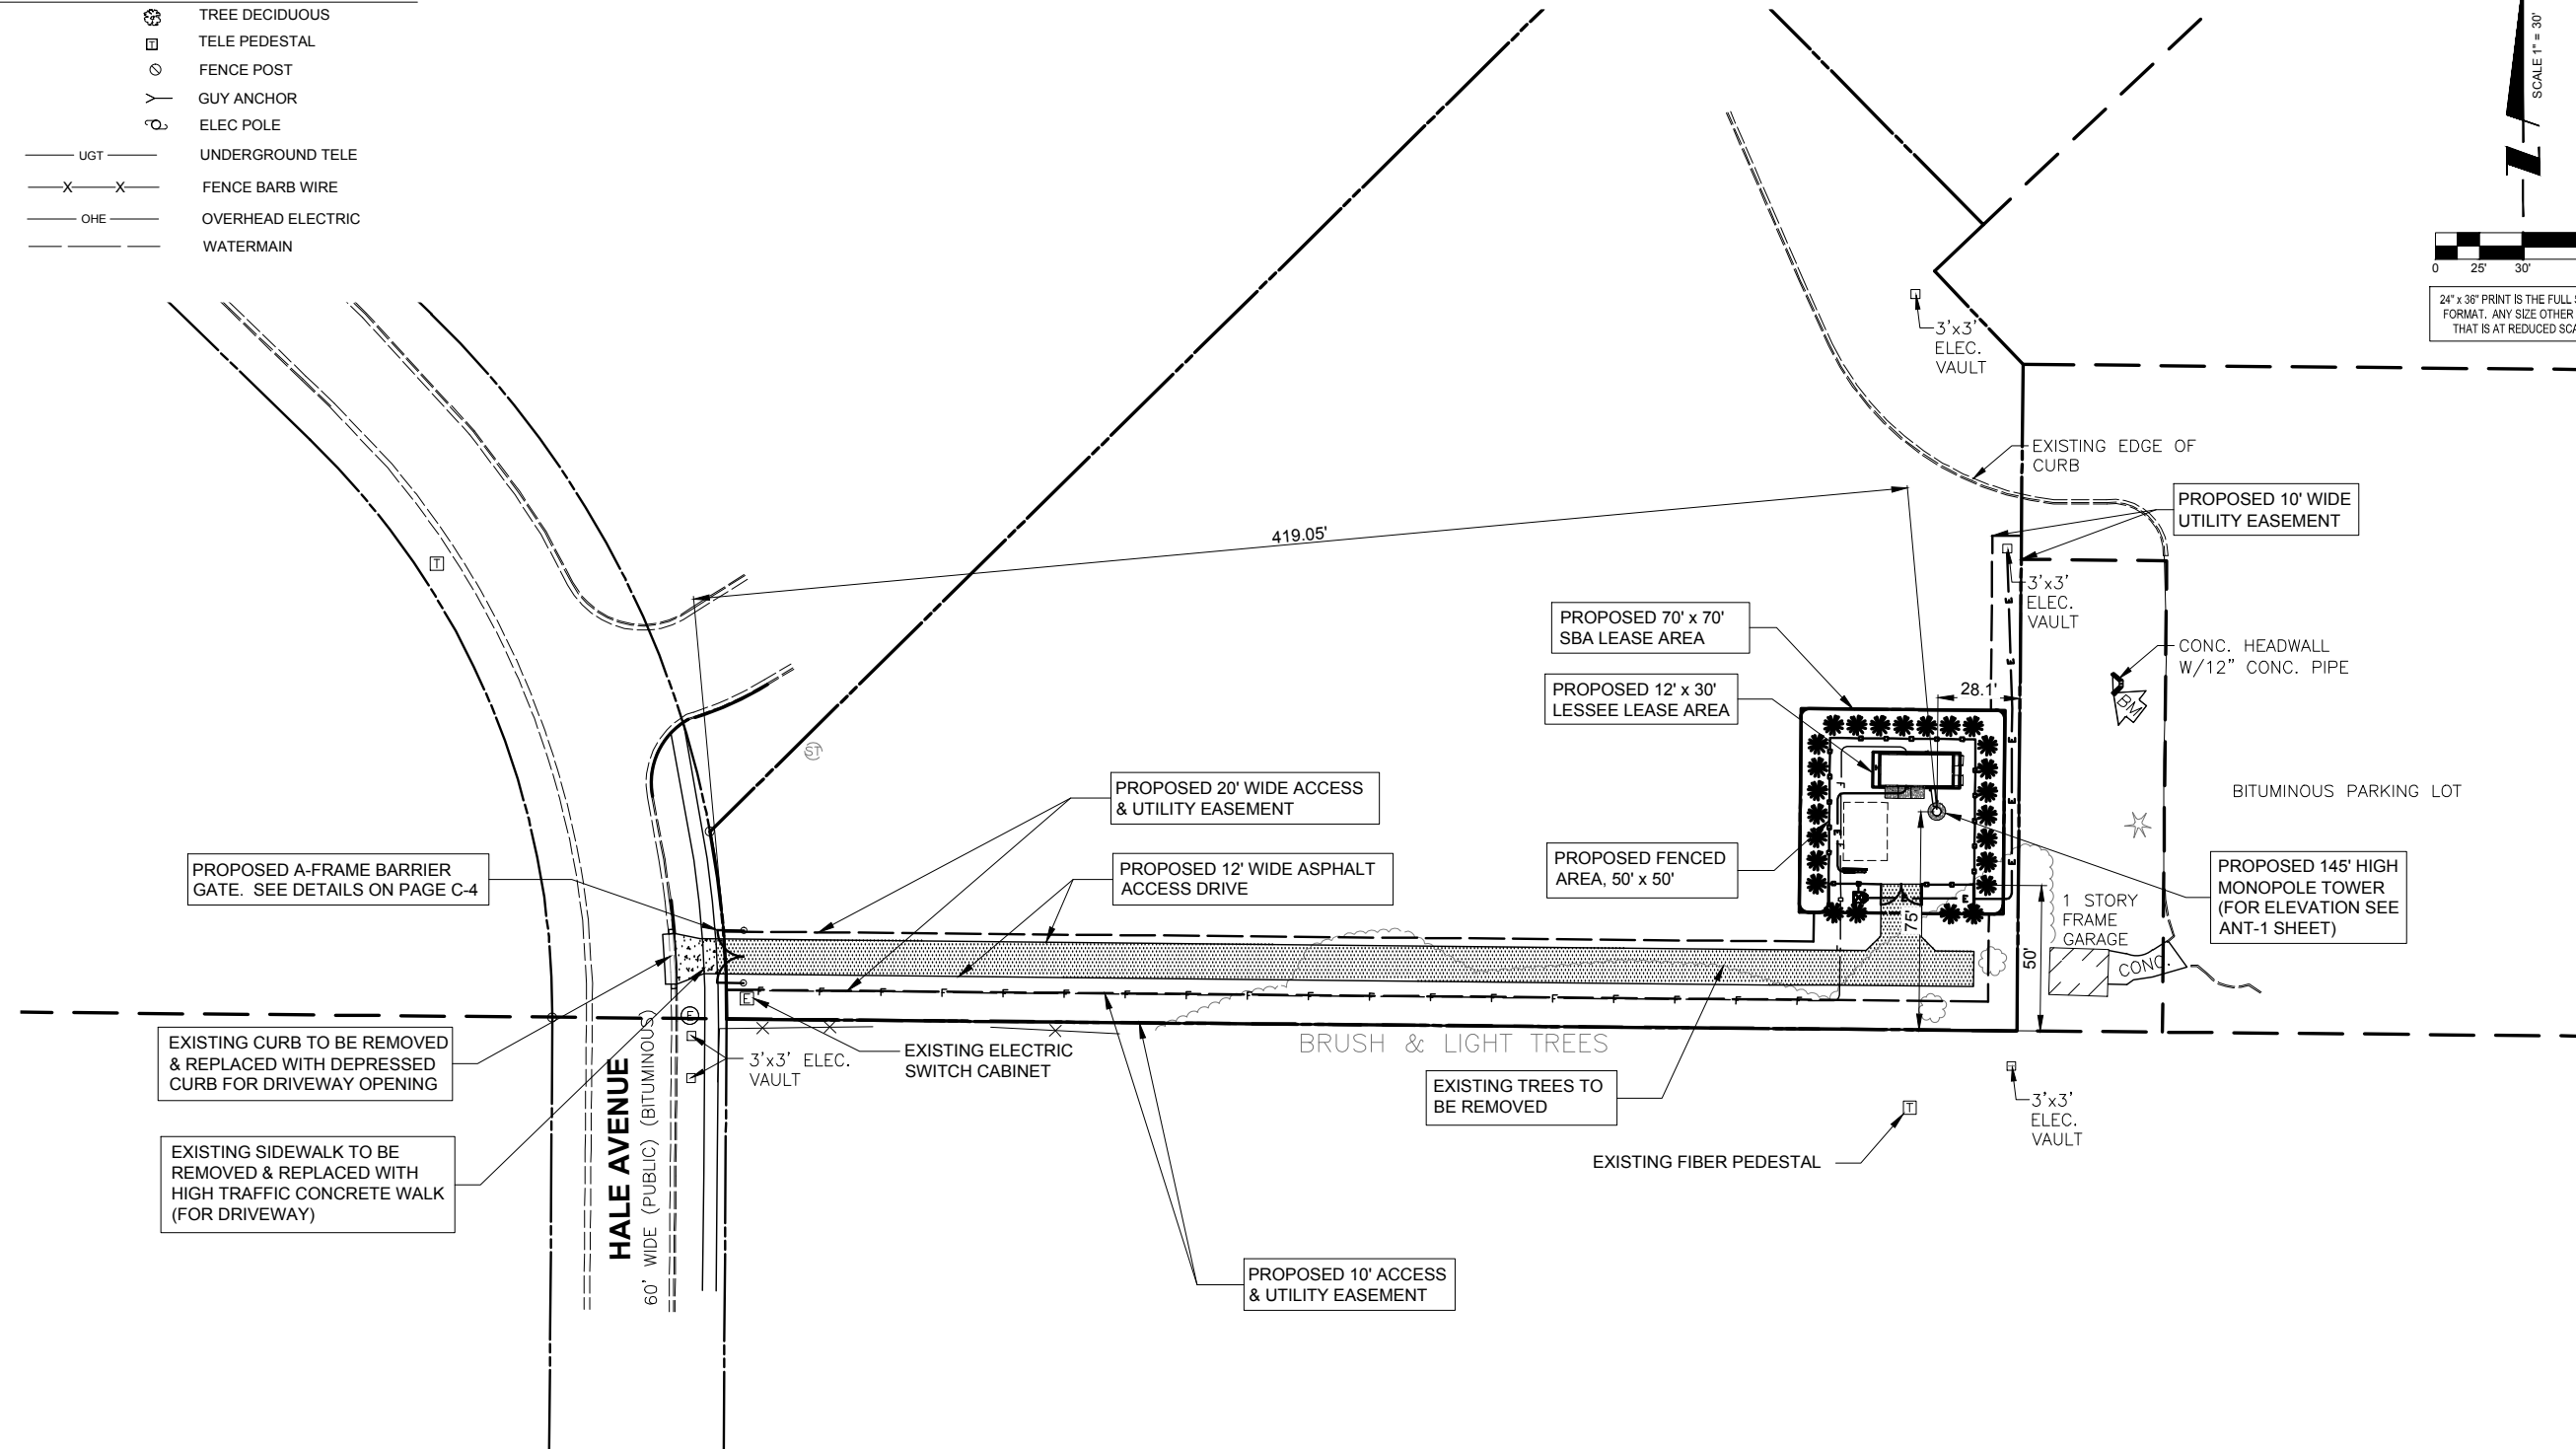 TREE DECIDUOUS
T
TELE PEDESTAL
FENCE POST
GUY ANCHOR
ELEC POLE
UGT
UNDERGROUND TELE
X X
FENCE BARB WIRE
OHE
OVERHEAD ELECTRIC
WATERMAIN
SCALE 1" = 30'
0 25' 30'
24" x 36" PRINT IS THE FULL
FORMAT. ANY SIZE OTHER
THAT IS AT REDUCED
3'x3'
ELEC.
VAULT
EXISTING EDGE OF
CURB
PROPOSED 10' WIDE
UTILITY EASEMENT
419.05'
T
3'x3'
ELEC.
VAULT
PROPOSED 70' x 70'
SBA LEASE AREA
CONC. HEADWALL
W/12" CONC. PIPE
PROPOSED 12' x 30'
LESSEE LEASE AREA
28.1'
BM
ST
PROPOSED 20' WIDE ACCESS
& UTILITY EASEMENT
BITUMINOUS PARKING LOT
PROPOSED A-FRAME BARRIER
GATE. SEE DETAILS ON PAGE C-4
PROPOSED 12' WIDE ASPHALT
ACCESS DRIVE
PROPOSED FENCED
AREA, 50' x 50'
PROPOSED 145' HIGH
MONOPOLE TOWER
(FOR ELEVATION SEE
ANT-1 SHEET)
75'
50'
1 STORY
FRAME
GARAGE
CONC.
E
F F F F F F F F F F F F F F F F F F
E
EXISTING CURB TO BE REMOVED
& REPLACED WITH DEPRESSED
CURB FOR DRIVEWAY OPENING
3'x3' ELEC.
VAULT
EXISTING ELECTRIC
SWITCH CABINET
BRUSH & LIGHT TREES
EXISTING TREES TO
BE REMOVED
T
3'x3'
ELEC.
VAULT
EXISTING FIBER PEDESTAL
EXISTING SIDEWALK TO BE
REMOVED & REPLACED WITH
HIGH TRAFFIC CONCRETE WALK
(FOR DRIVEWAY)
HALE AVENUE
60' WIDE (PUBLIC) (BITUMINOUS)
PROPOSED 10' ACCESS
& UTILITY EASEMENT